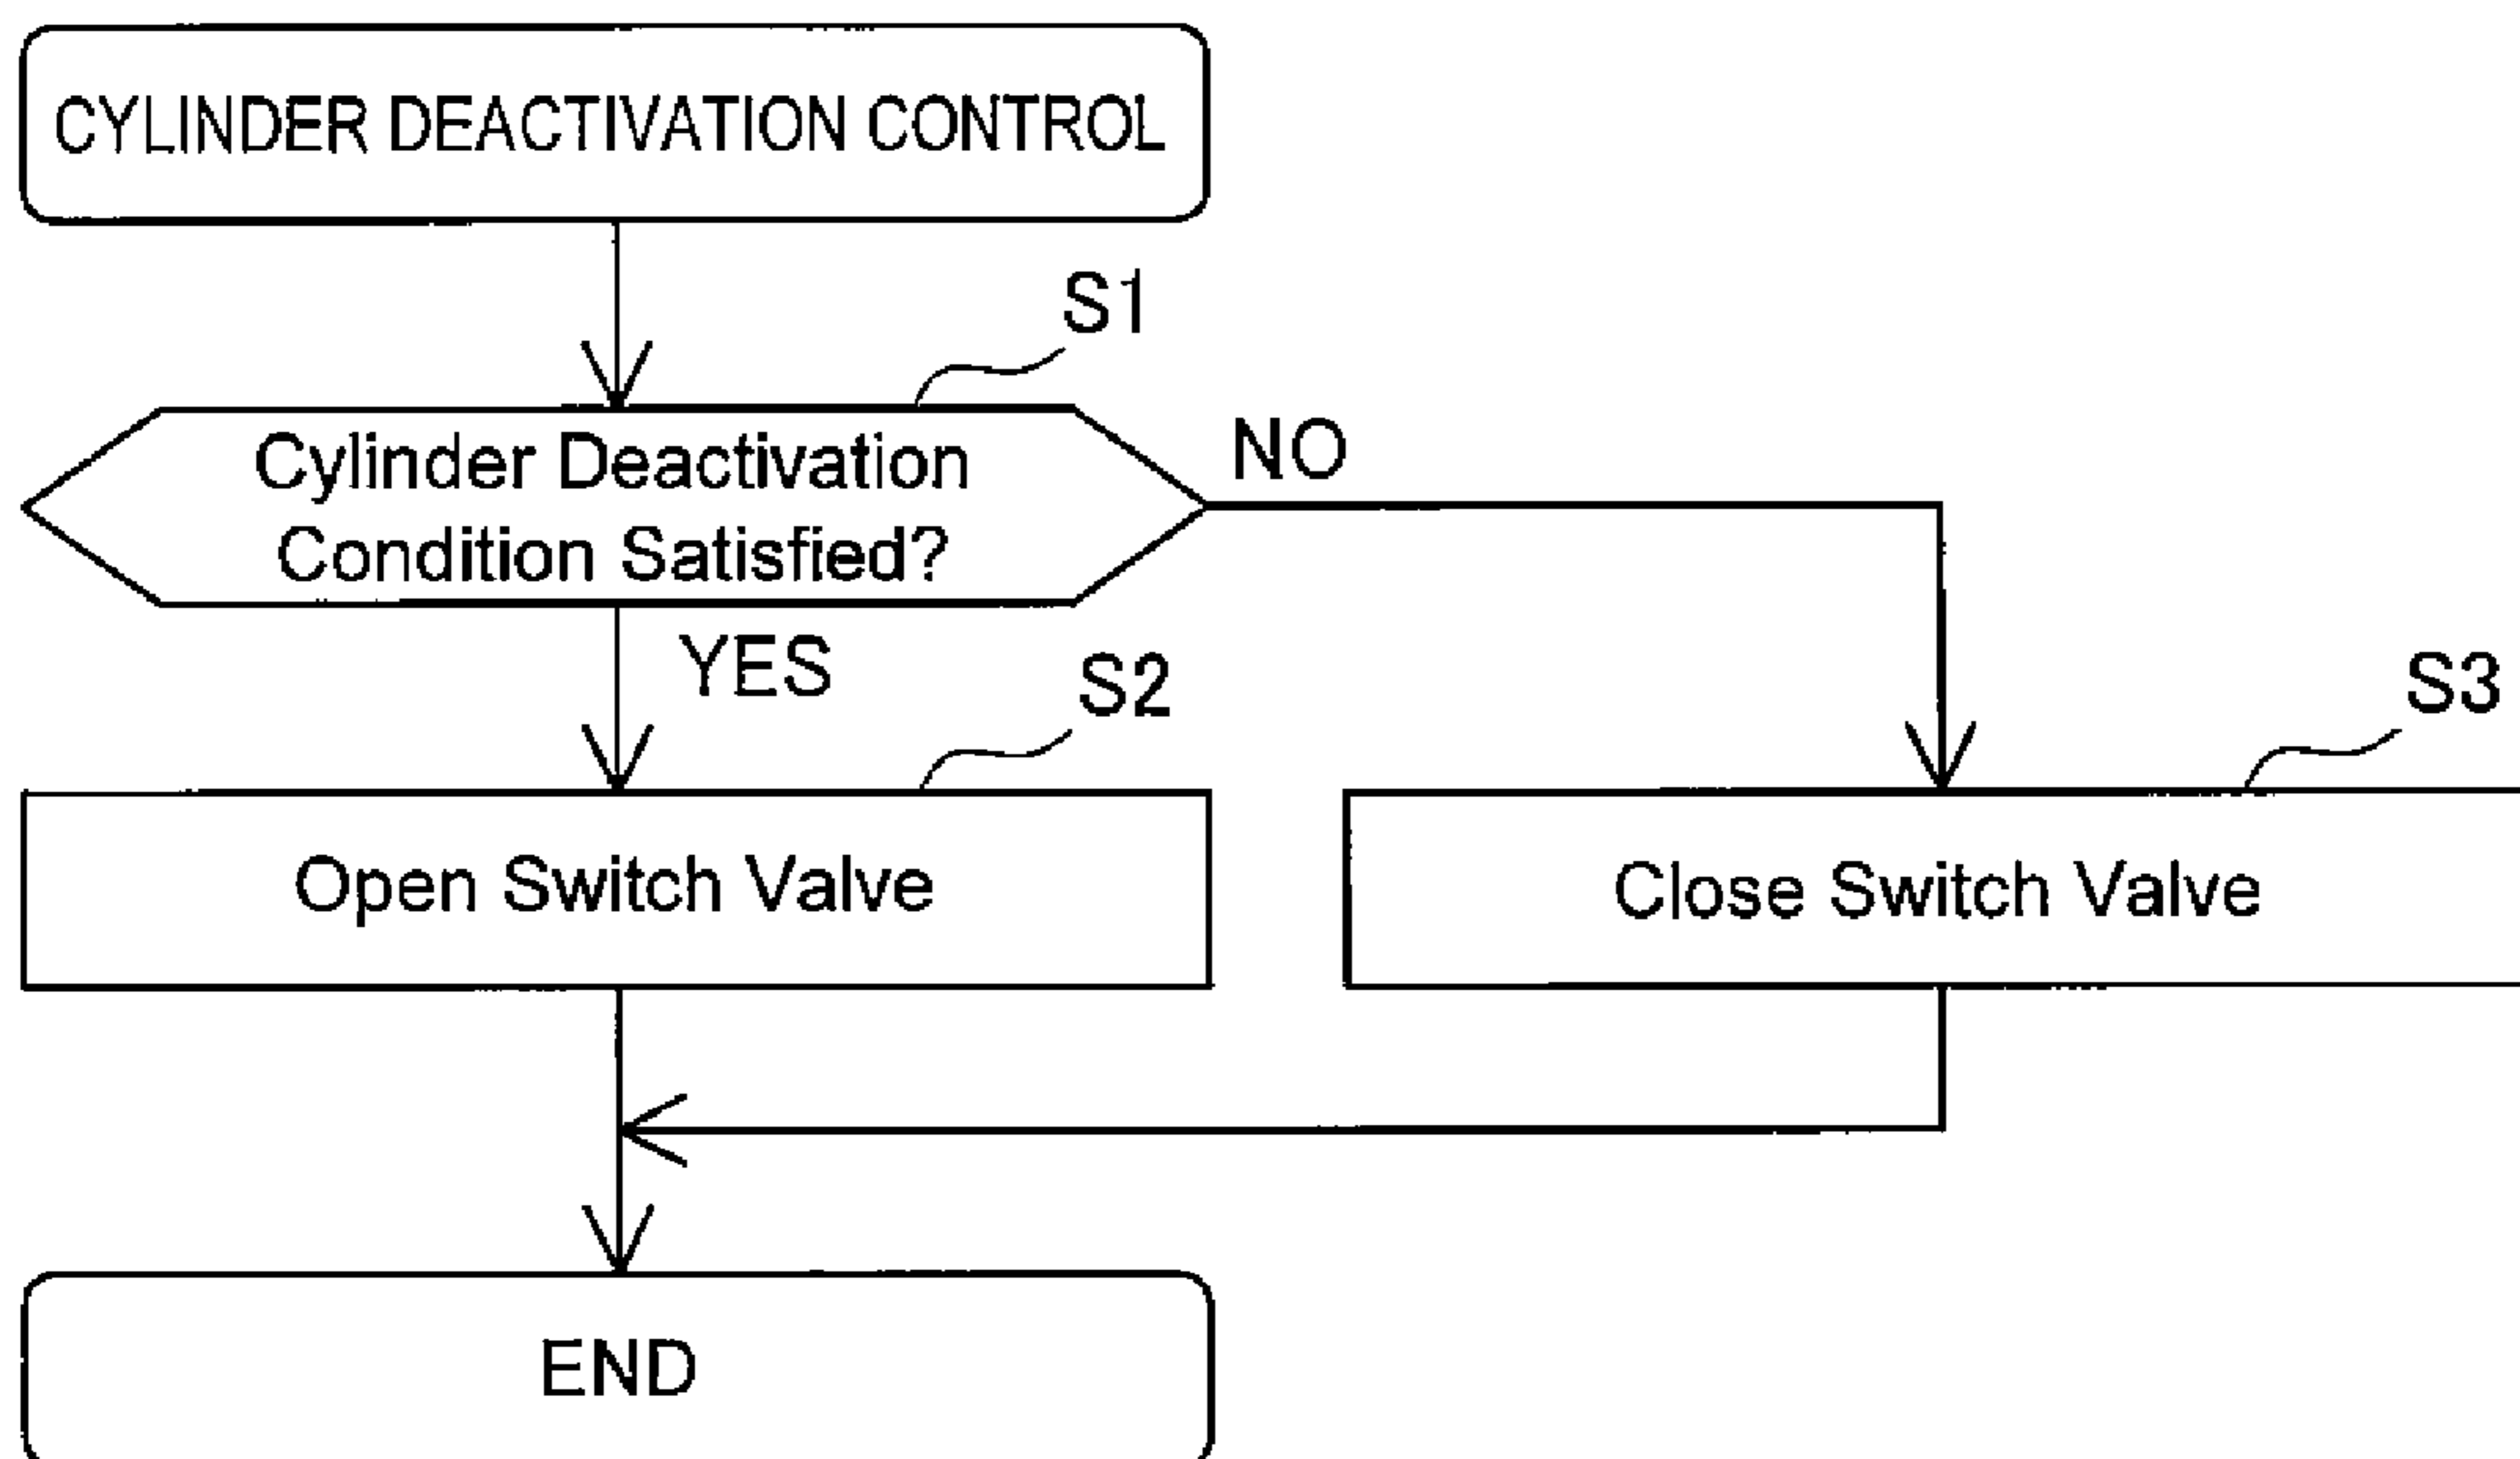 CYLINDER DEACTIVATION CONTROL
S1
Cylinder Deactivation
Condition Satisfied?
NO
YES
S2
S3
Open Switch Valve
Close Switch Valve
END